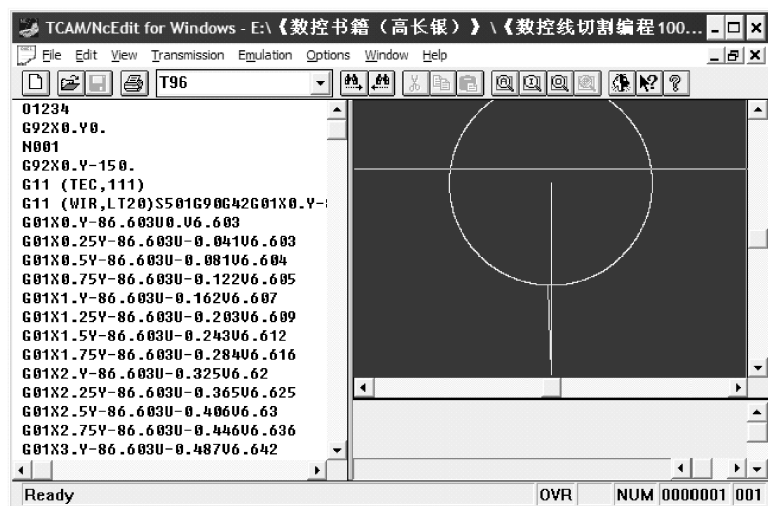 TCAM/NcEdit for Windows - E:\《数控书籍（高长银）》\《数控线切割编程100...
File Edit View Transmission Emulation Options Window Help
T96
O1234
G92X0.Y0.
N001
G92X0.Y-150.
G11 (TEC,111)
G11 (WIR,LT20)S501G90G42G01X0.Y-
G01X0.Y-86.603U0.V6.603
G01X0.25Y-86.603U-0.041V6.603
G01X0.5Y-86.603U-0.081V6.604
G01X0.75Y-86.603U-0.122V6.605
G01X1.Y-86.603U-0.162V6.607
G01X1.25Y-86.603U-0.203V6.609
G01X1.5Y-86.603U-0.243V6.612
G01X1.75Y-86.603U-0.284V6.616
G01X2.Y-86.603U-0.325V6.62
G01X2.25Y-86.603U-0.365V6.625
G01X2.5Y-86.603U-0.406V6.63
G01X2.75Y-86.603U-0.446V6.636
G01X3.Y-86.603U-0.487V6.642
Ready OVR NUM 0000001 001